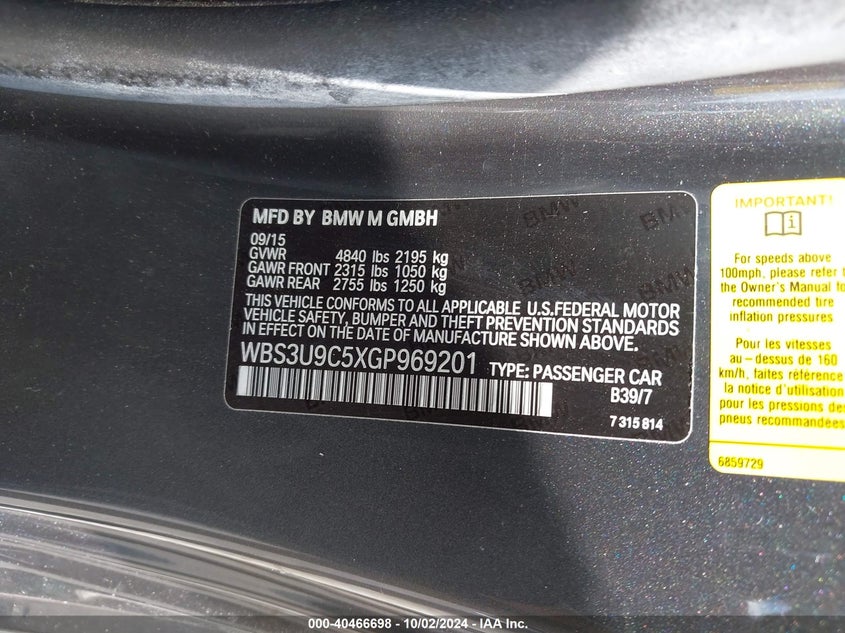 MFD BY BMW M GMBH
09/15
GVWR 4840 lbs 2195 kg
GAWR FRONT 2315 lbs 1050 kg
GAWR REAR 2755 lbs 1250 kg
THIS VEHICLE CONFORMS TO ALL APPLICABLE U.S.FEDERAL MOTOR
VEHICLE SAFETY, BUMPER AND THEFT PREVENTION STANDARDS
IN EFFECT ON THE DATE OF MANUFACTURE SHOWN ABOVE.
WBS3U9C5XGP969201 TYPE: PASSENGER CAR
B39/7
7 315 814
IMPORTANT!
For speeds above
100mph, please refer
the Owner's Manual
recommended tire
inflation pressures
Pour les vitesses
au-dessus de 160
km/h, faites référence
la notice d'utilisation
pour les pressions
pneus recommandées
6859729
000-40466698 - 10/02/2024 - IAA Inc.